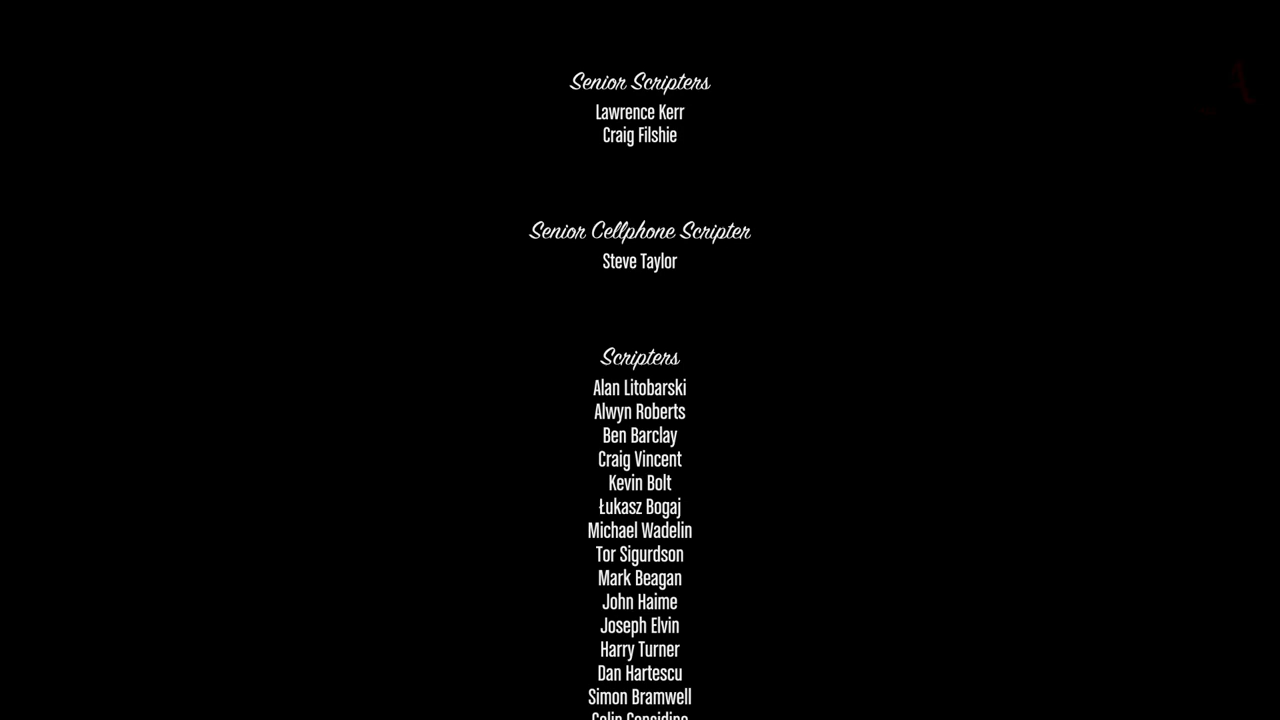 Senior Scripters
Lawrence Kerr
Craig Filshie
Senior Cellphone Scripter
Steve Taylor
Scripters
Alan Litobarski
Alwyn Roberts
Ben Barclay
Craig Vincent
Kevin Bolt
Łukasz Bogaj
Michael Wadelin
Tor Sigurdson
Mark Beagan
John Haime
Joseph Elvin
Harry Turner
Dan Hartescu
Simon Bramwell